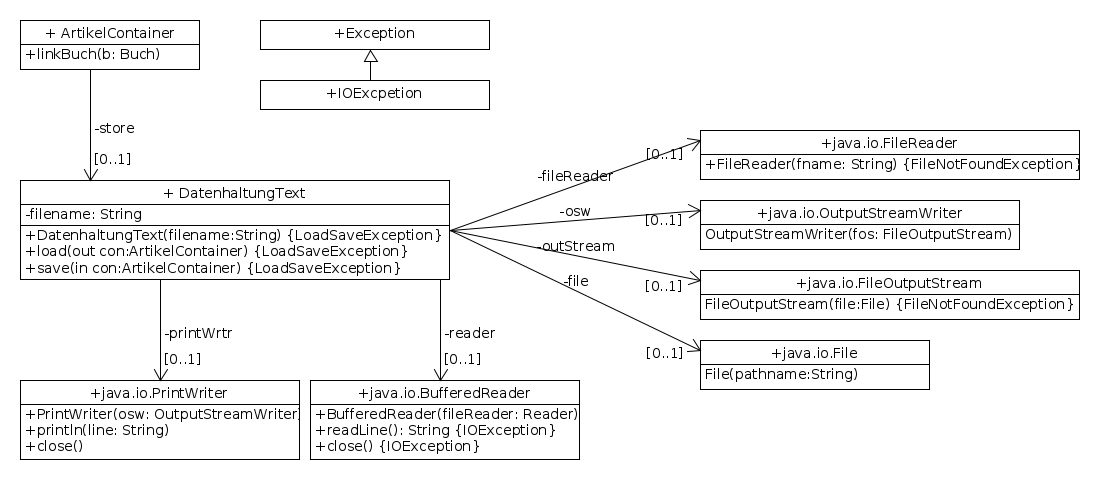 + ArtikelContainer
+linkBuch(b: Buch)
+Exception
+IOExcpetion
-store
[0..1]
+ DatenhaltungText
-filename: String
+DatenhaltungText(filename:String) {LoadSaveException}
+load(out con:ArtikelContainer) {LoadSaveException}
+save(in con:ArtikelContainer) {LoadSaveException}
-fileReader
[0..1]
+java.io.FileReader
+FileReader(fname: String) {FileNotFoundException}
-osw
[0..1]
+java.io.OutputStreamWriter
OutputStreamWriter(fos: FileOutputStream)
-outStream
[0..1]
+java.io.FileOutputStream
FileOutputStream(file:File) {FileNotFoundException}
-file
[0..1]
+java.io.File
File(pathname:String)
-printWrtr
[0..1]
+java.io.PrintWriter
+PrintWriter(osw: OutputStreamWriter)
+println(line: String)
+close()
-reader
[0..1]
+java.io.BufferedReader
+BufferedReader(fileReader: Reader)
+readLine(): String {IOException}
+close() {IOException}